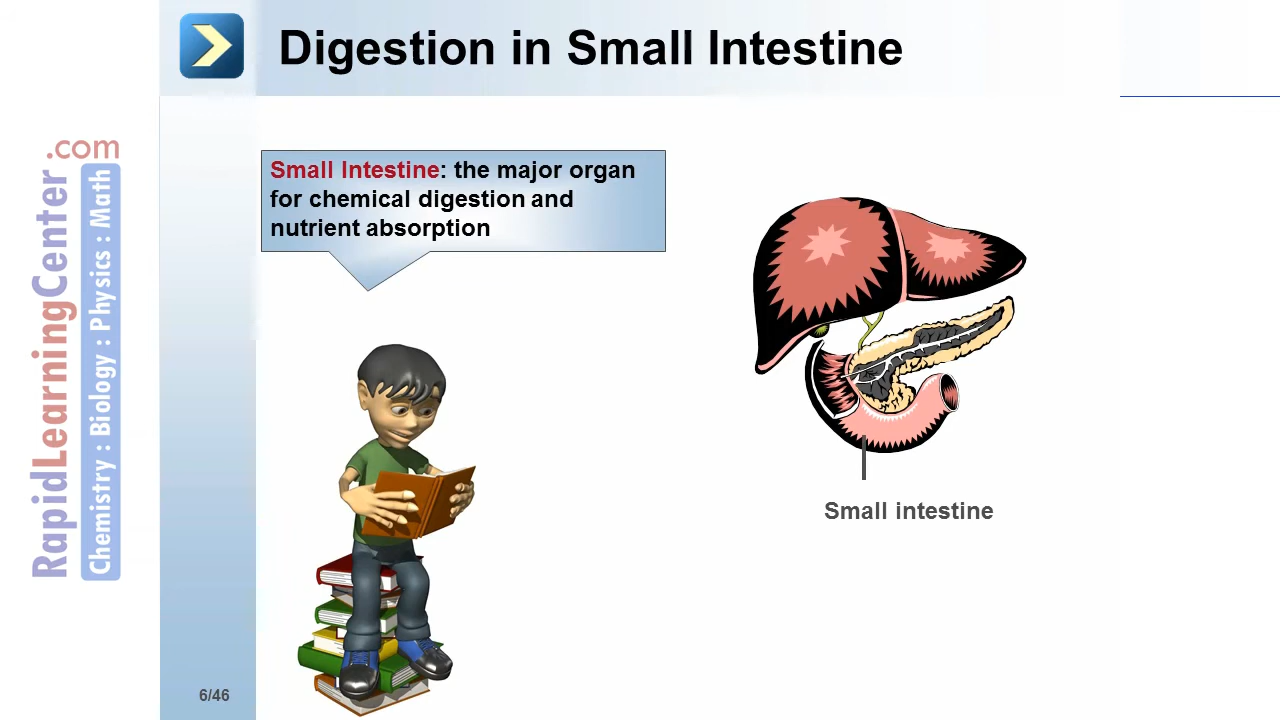 Digestion in Small Intestine
Small Intestine: the major organ
for chemical digestion and
nutrient absorption
Small intestine
6/46
RapidLearningCenter.com
Chemistry : Biology : Physics : Math